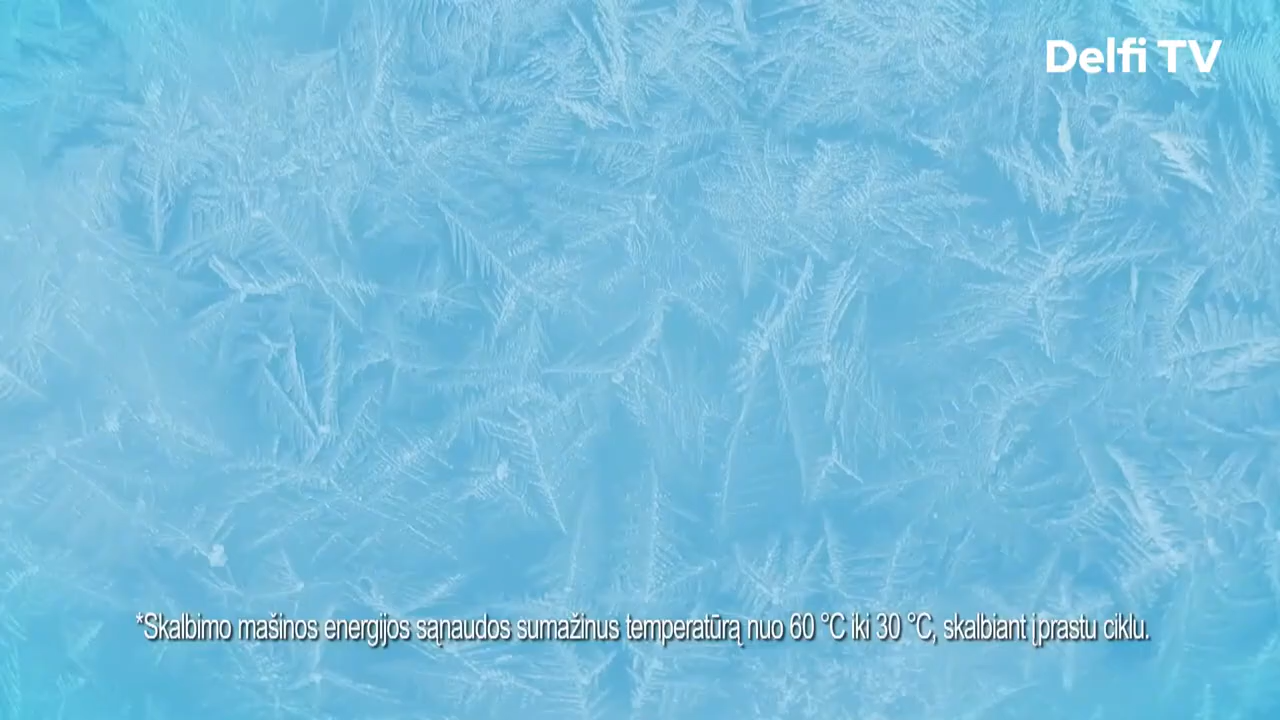 Delfi TV
*Skalbimo mašinos energijos sąnaudos sumažinus temperatūrą nuo 60 °C iki 30 °C, skalbiant įprastu ciklu.